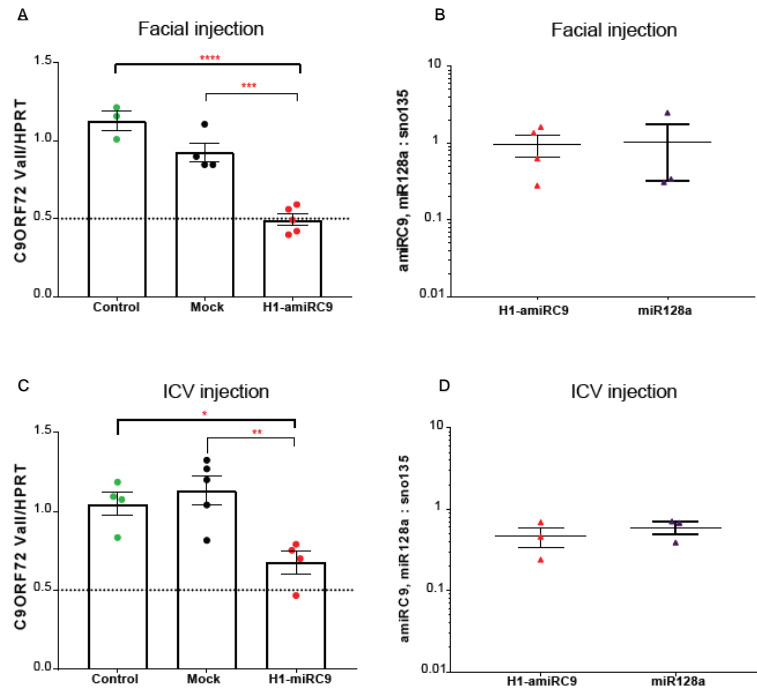 A
Facial injection
****
***
C9ORF72 Vall/HPRT
1.5
1.0
0.5
0.0
Control Mock H1-amiRC9
B
Facial injection
amiRC9, miR128a : sno135
10
1
0.1
0.01
H1-amiRC9 miR128a
C
ICV injection
*
**
C9ORF72 Vall/HPRT
1.5
1.0
0.5
0.0
Control Mock H1-miRC9
D
ICV injection
amiRC9, miR128a : sno135
10
1
0.1
0.01
H1-amiRC9 miR128a